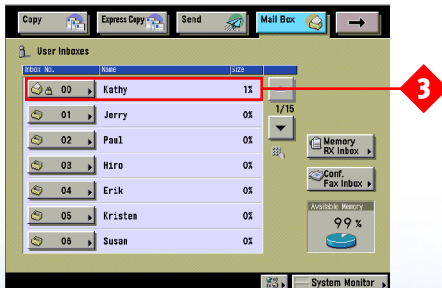 Copy Express Copy Send Mail Box
User Inboxes
Inbox No. Name Size
00 Kathy 1%
01 Jerry 0%
02 Paul 0%
03 Hiro 0%
04 Erik 0%
05 Kristen 0%
06 Susan 0%
1/15
Memory
RX Inbox
Conf.
Fax Inbox
Available Memory
99%
System Monitor
3